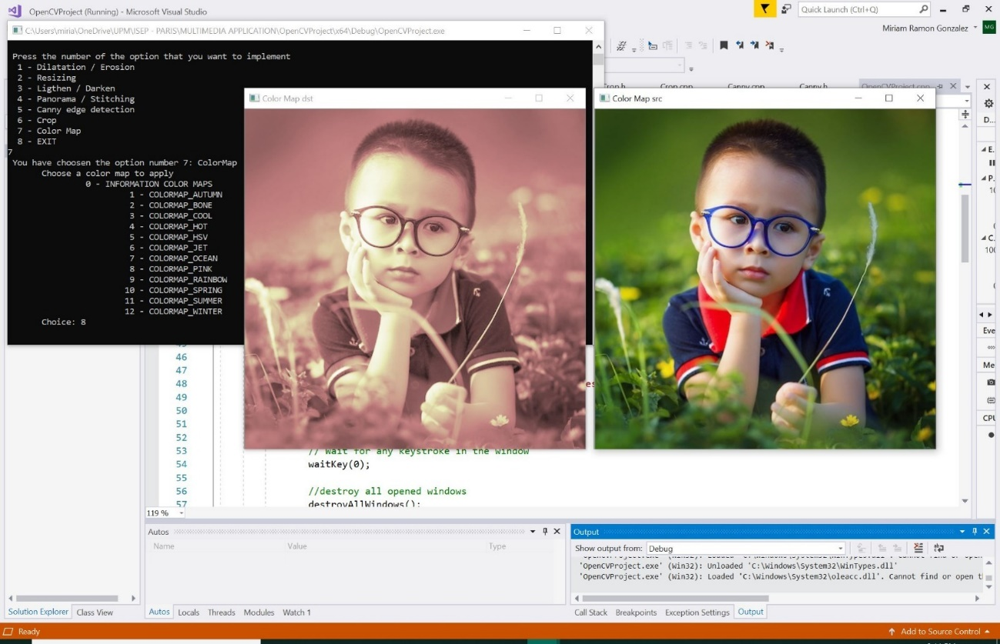 OpenCVProject (Running) - Microsoft Visual Studio
Quick Launch (Ctrl+Q)
Miriam Ramon Gonzalez
MG
C:\Users\miria\OneDrive\UPM\ISEP - PARIS\MULTIMEDIA APPLICATION\OpenCVProject\x64\Debug\OpenCVProject.exe
Press the number of the option that you want to implement
1 - Dilatation / Erosion
2 - Resizing
3 - Ligthen / Darken
4 - Panorama / Stitching
5 - Canny edge detection
6 - Crop
7 - Color Map
8 - EXIT
7
You have choosen the option number 7: ColorMap
Choose a color map to apply
0 - INFORMATION COLOR MAPS
1 - COLORMAP_AUTUMN
2 - COLORMAP_BONE
3 - COLORMAP_COOL
4 - COLORMAP_HOT
5 - COLORMAP_HSV
6 - COLORMAP_JET
7 - COLORMAP_OCEAN
8 - COLORMAP_PINK
9 - COLORMAP_RAINBOW
10 - COLORMAP_SPRING
11 - COLORMAP_SUMMER
12 - COLORMAP_WINTER
Choice: 8
Crop.h Crop.cpp Canny.cpp Canny.h OpenCVProject.cpp
Color Map dst
Color Map src
D...
E.
P.
C.
Eve
Me
CPU
46
47
48
49
50
51
52
53 // Wait for any keystroke in the window
54 waitKey(0);
55
56 //destroy all opened windows
57 destroyAllWindows();
119 %
Autos
Name Value Type
Output
Show output from: Debug
'OpenCVProject.exe' (Win32): Unloaded 'C:\Windows\System32\WinTypes.dll'
'OpenCVProject.exe' (Win32): Loaded 'C:\Windows\System32\oleacc.dll'. Cannot find or open t
Solution Explorer Class View
Autos Locals Threads Modules Watch 1
Call Stack Breakpoints Exception Settings Output
Ready
Add to Source Control